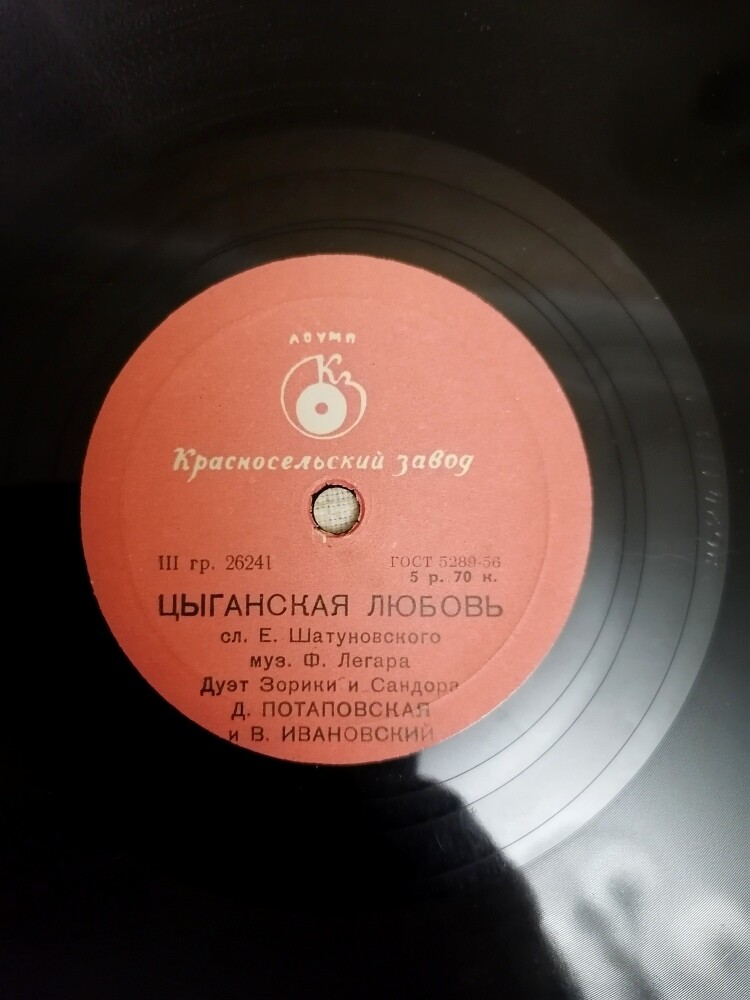 ЛОУМП
Кз
Красносельский завод
III гр. 26241
ГОСТ 5289-56
5 р. 70 к.
ЦЫГАНСКАЯ ЛЮБОВЬ
сл. Е. Шатуновского
муз. Ф. Легара
Дуэт Зорики и Сандора
Д. ПОТАПОВСКАЯ
и В. ИВАНОВСКИЙ